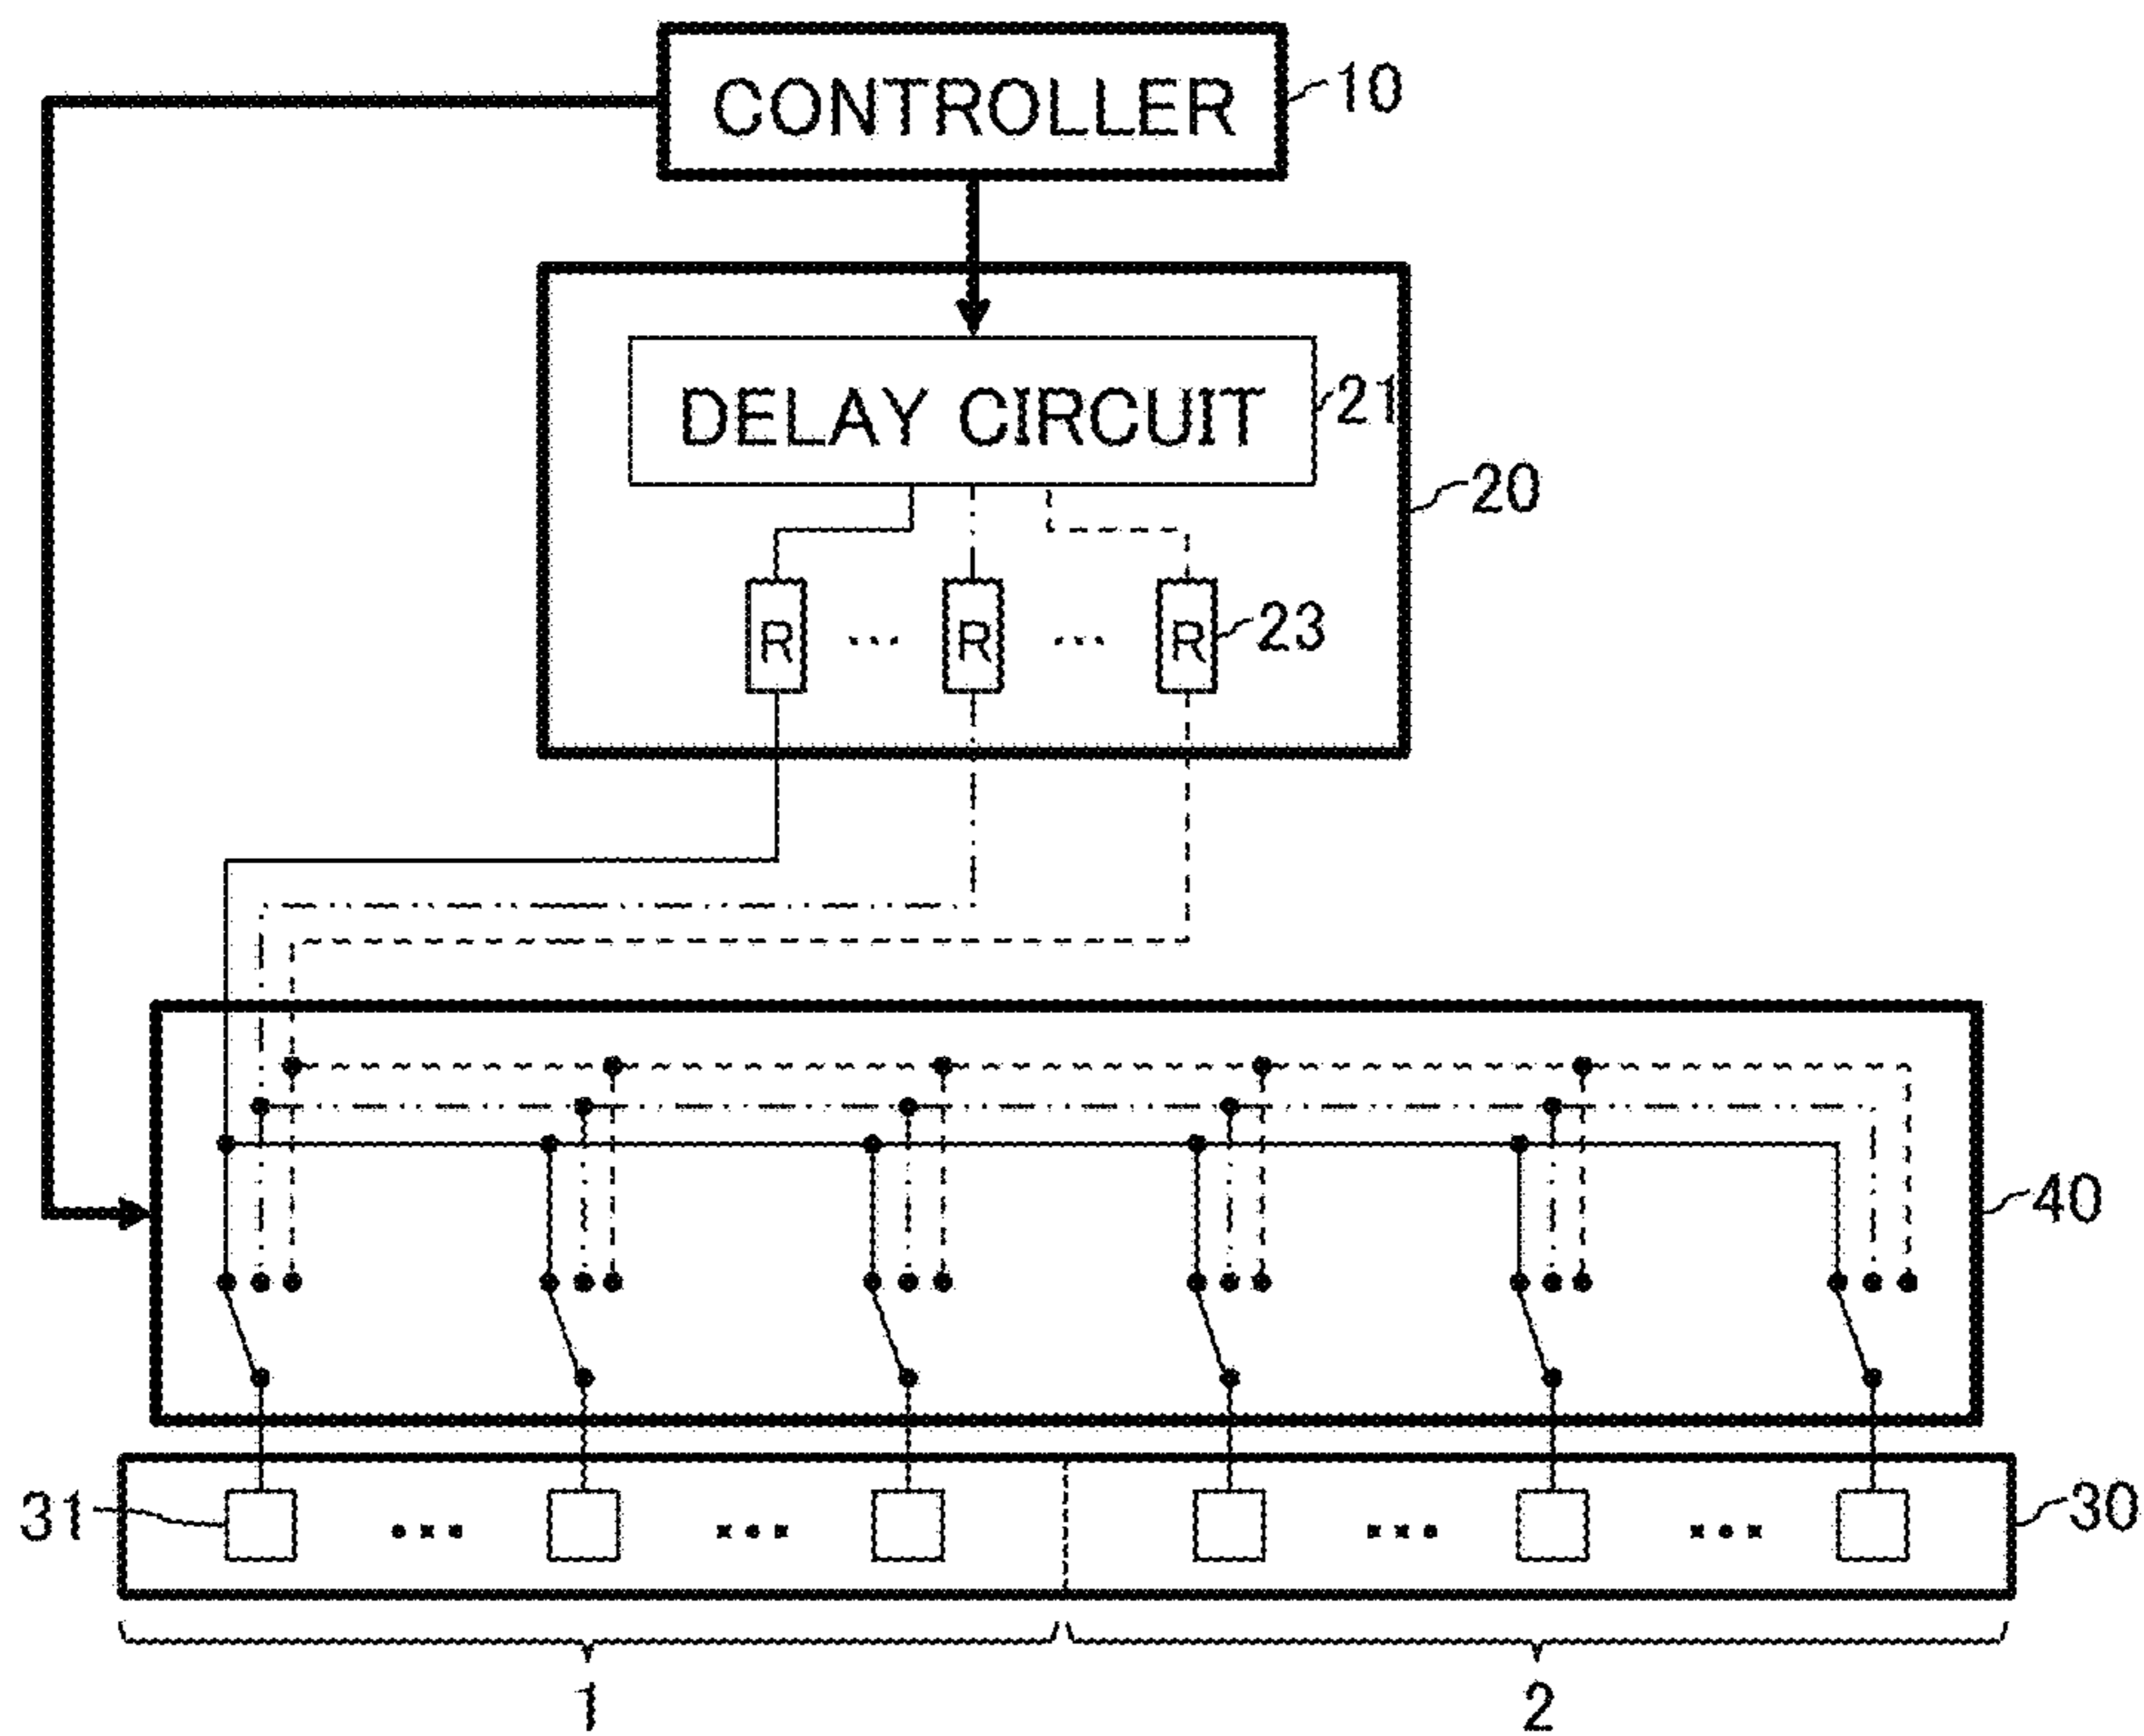 CONTROLLER 10
DELAY CIRCUIT 21
20
R ... R ... R 23
40
31 ... ... ... ... 30
1 2